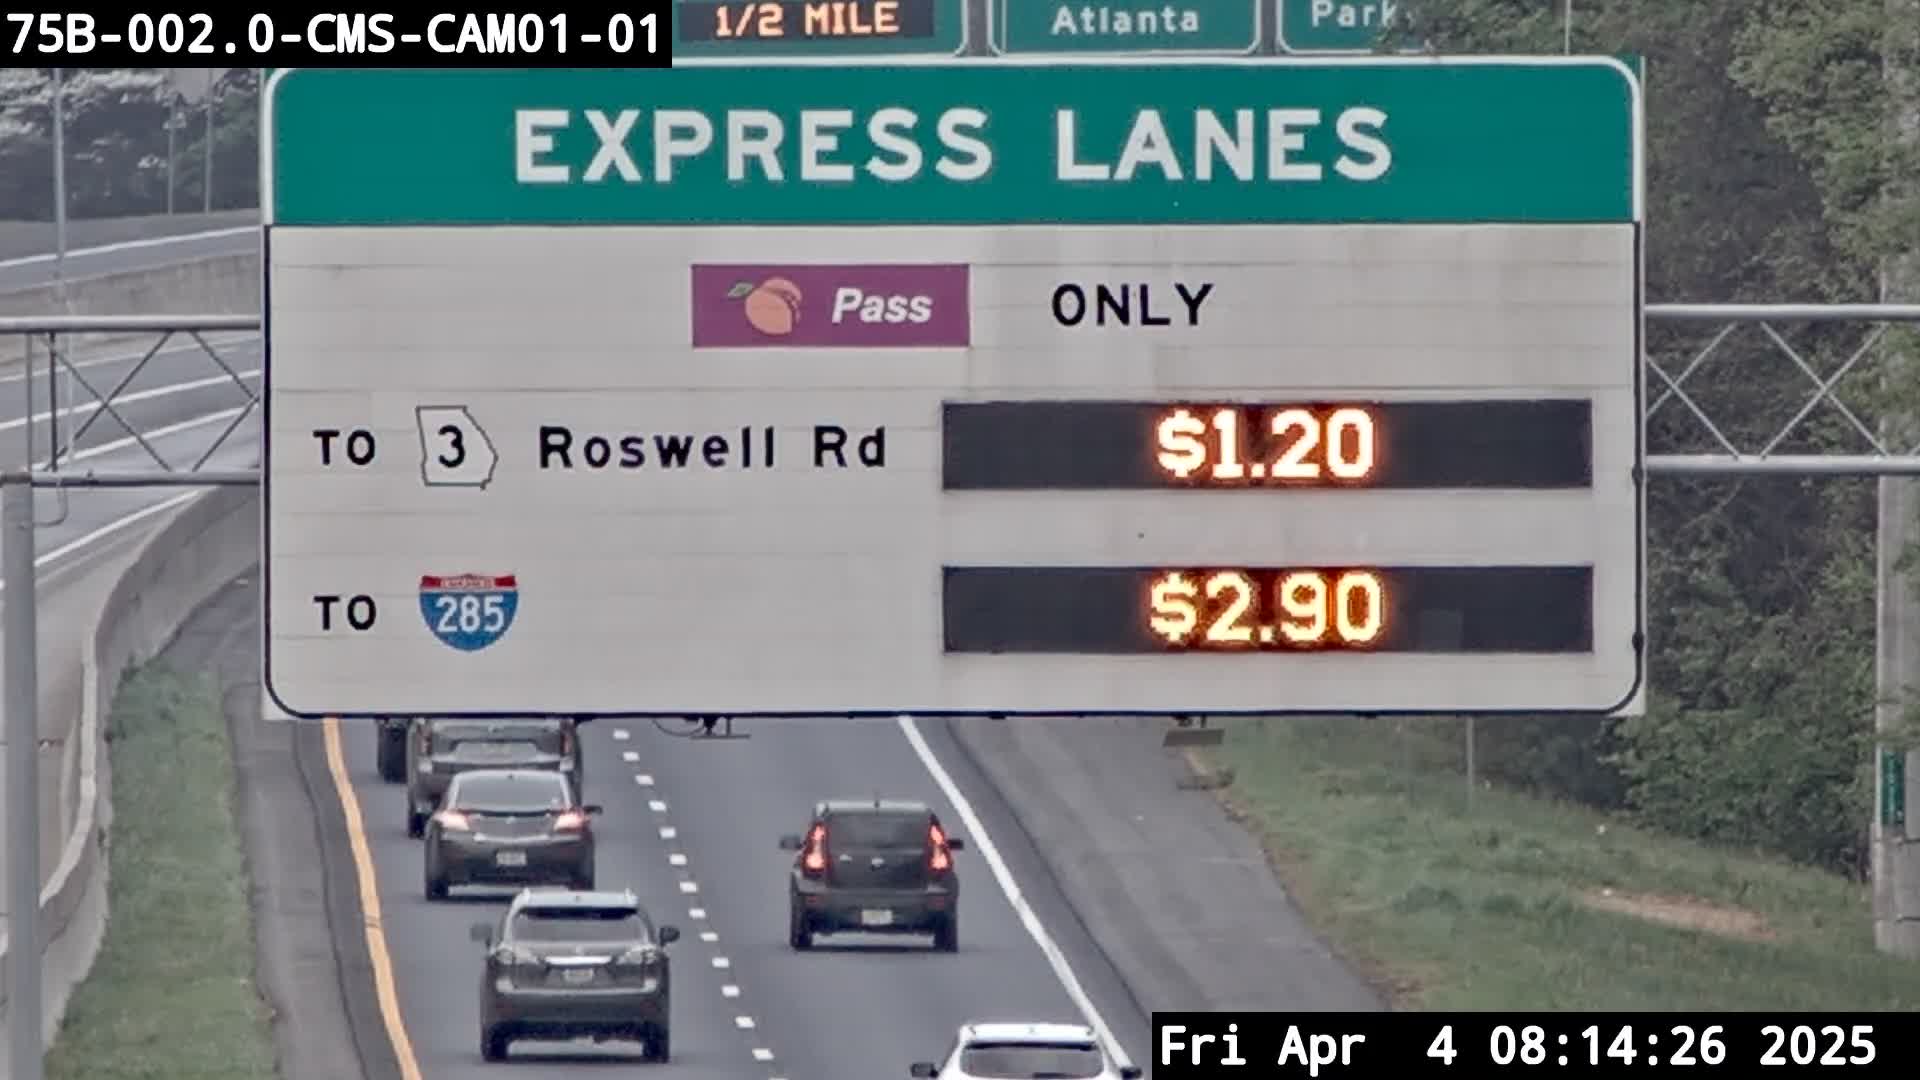 75B-002.0-CMS-CAM01-01
1/2 MILE
Atlanta
Park
EXPRESS LANES
Pass ONLY
TO 3 Roswell Rd $1.20
TO 285 $2.90
Fri Apr 4 08:14:26 2025